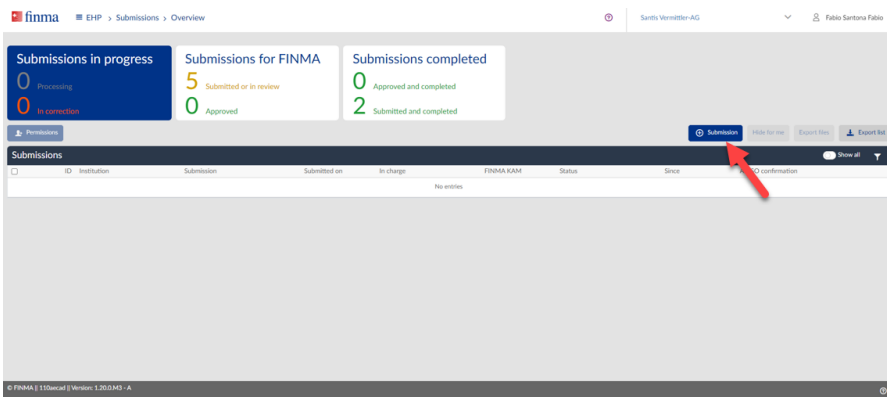 finma EHP > Submissions > Overview Santis Vermittler-AG Fabio Santona Fabio
Submissions in progress
0 Processing
0 In correction
Submissions for FINMA
5 Submitted or in review
0 Approved
Submissions completed
0 Approved and completed
2 Submitted and completed
Permissions Submission Hide for me Export files Export list
Submissions Show all
ID Institution Submission Submitted on In charge FINMA KAM Status Since confirmation
No entries
© FINMA || 110aecad || Version: 1.20.0.M3 - A